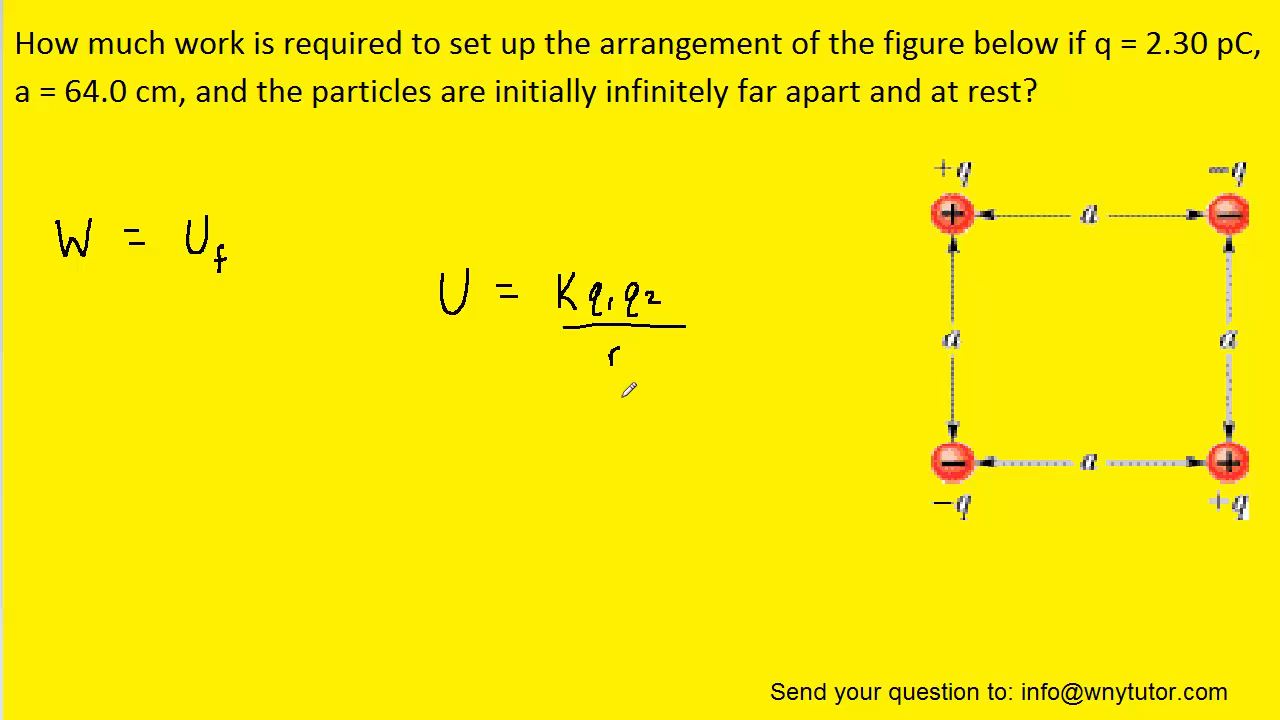 How much work is required to set up the arrangement of the figure below if q = 2.30 pC,
a = 64.0 cm, and the particles are initially infinitely far apart and at rest?
+q
−q
+
a
−
W = Uf
U = Kq1q2
r
a
a
−
a
+
−q
+q
Send your question to: info@wnytutor.com